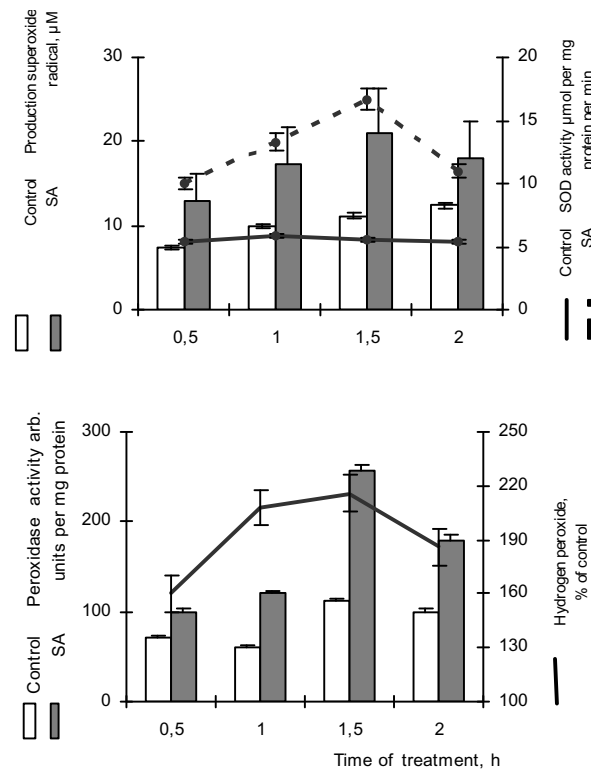 Control Production superoxide
SA radical, µM
30
20
10
0
20
15
10
5
0
0,5 1 1,5 2
Control SOD activity µmol per mg
SA protein per min
Control Peroxidase activity arb.
SA units per mg protein
300
200
100
0
250
220
190
160
130
100
0,5 1 1,5 2
Time of treatment, h
Hydrogen peroxide,
% of control